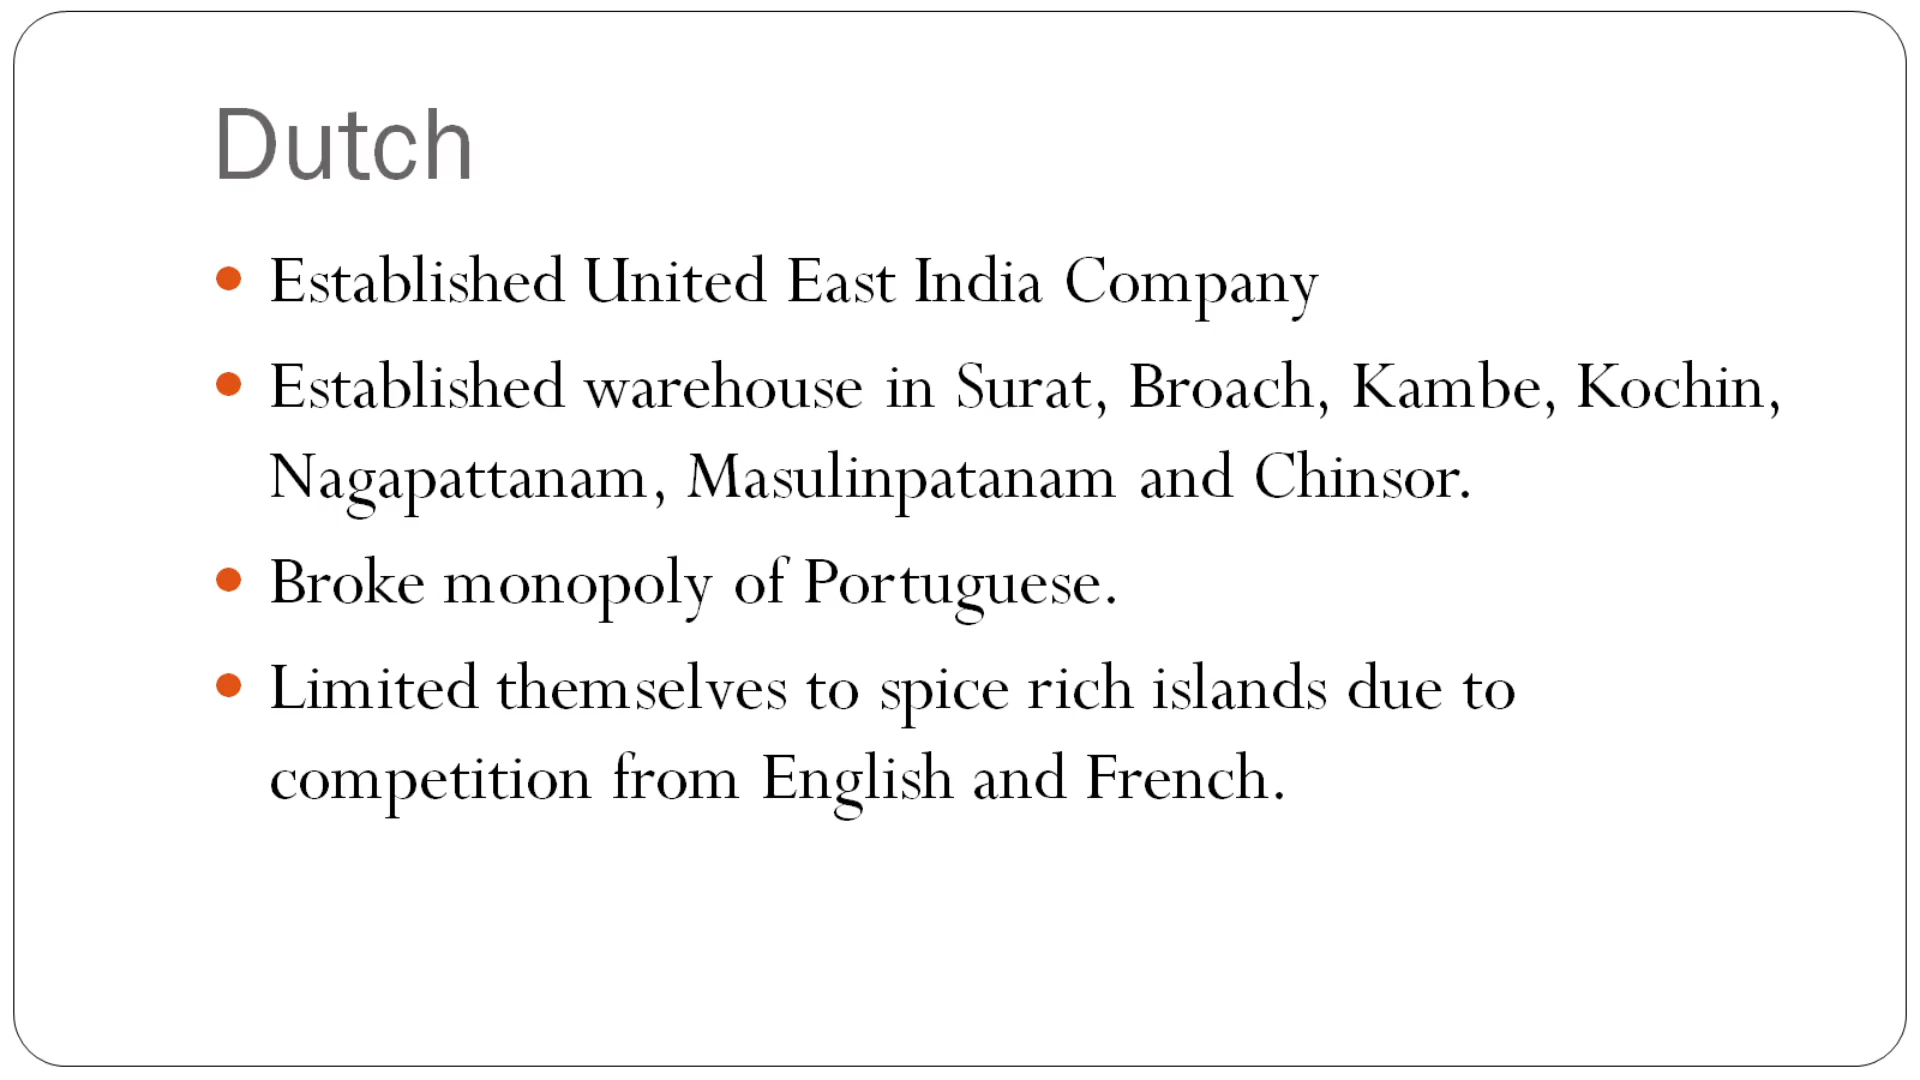 Dutch
Established United East India Company
Established warehouse in Surat, Broach, Kambe, Kochin,
Nagapattanam, Masulinpatanam and Chinsor.
Broke monopoly of Portuguese.
Limited themselves to spice rich islands due to
competition from English and French.